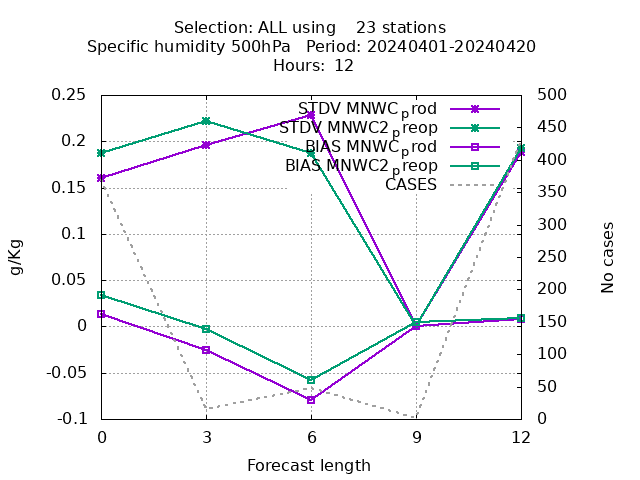 Selection: ALL using    23 stations
Specific humidity 500hPa   Period: 20240401-20240420
Hours:  12
STDV MNWC_prod
STDV MNWC2_preop
BIAS MNWC_prod
BIAS MNWC2_preop
CASES
0.25
0.2
0.15
0.1
0.05
0
-0.05
-0.1
g/Kg
500
450
400
350
300
250
200
150
100
50
0
No cases
0 3 6 9 12
Forecast length